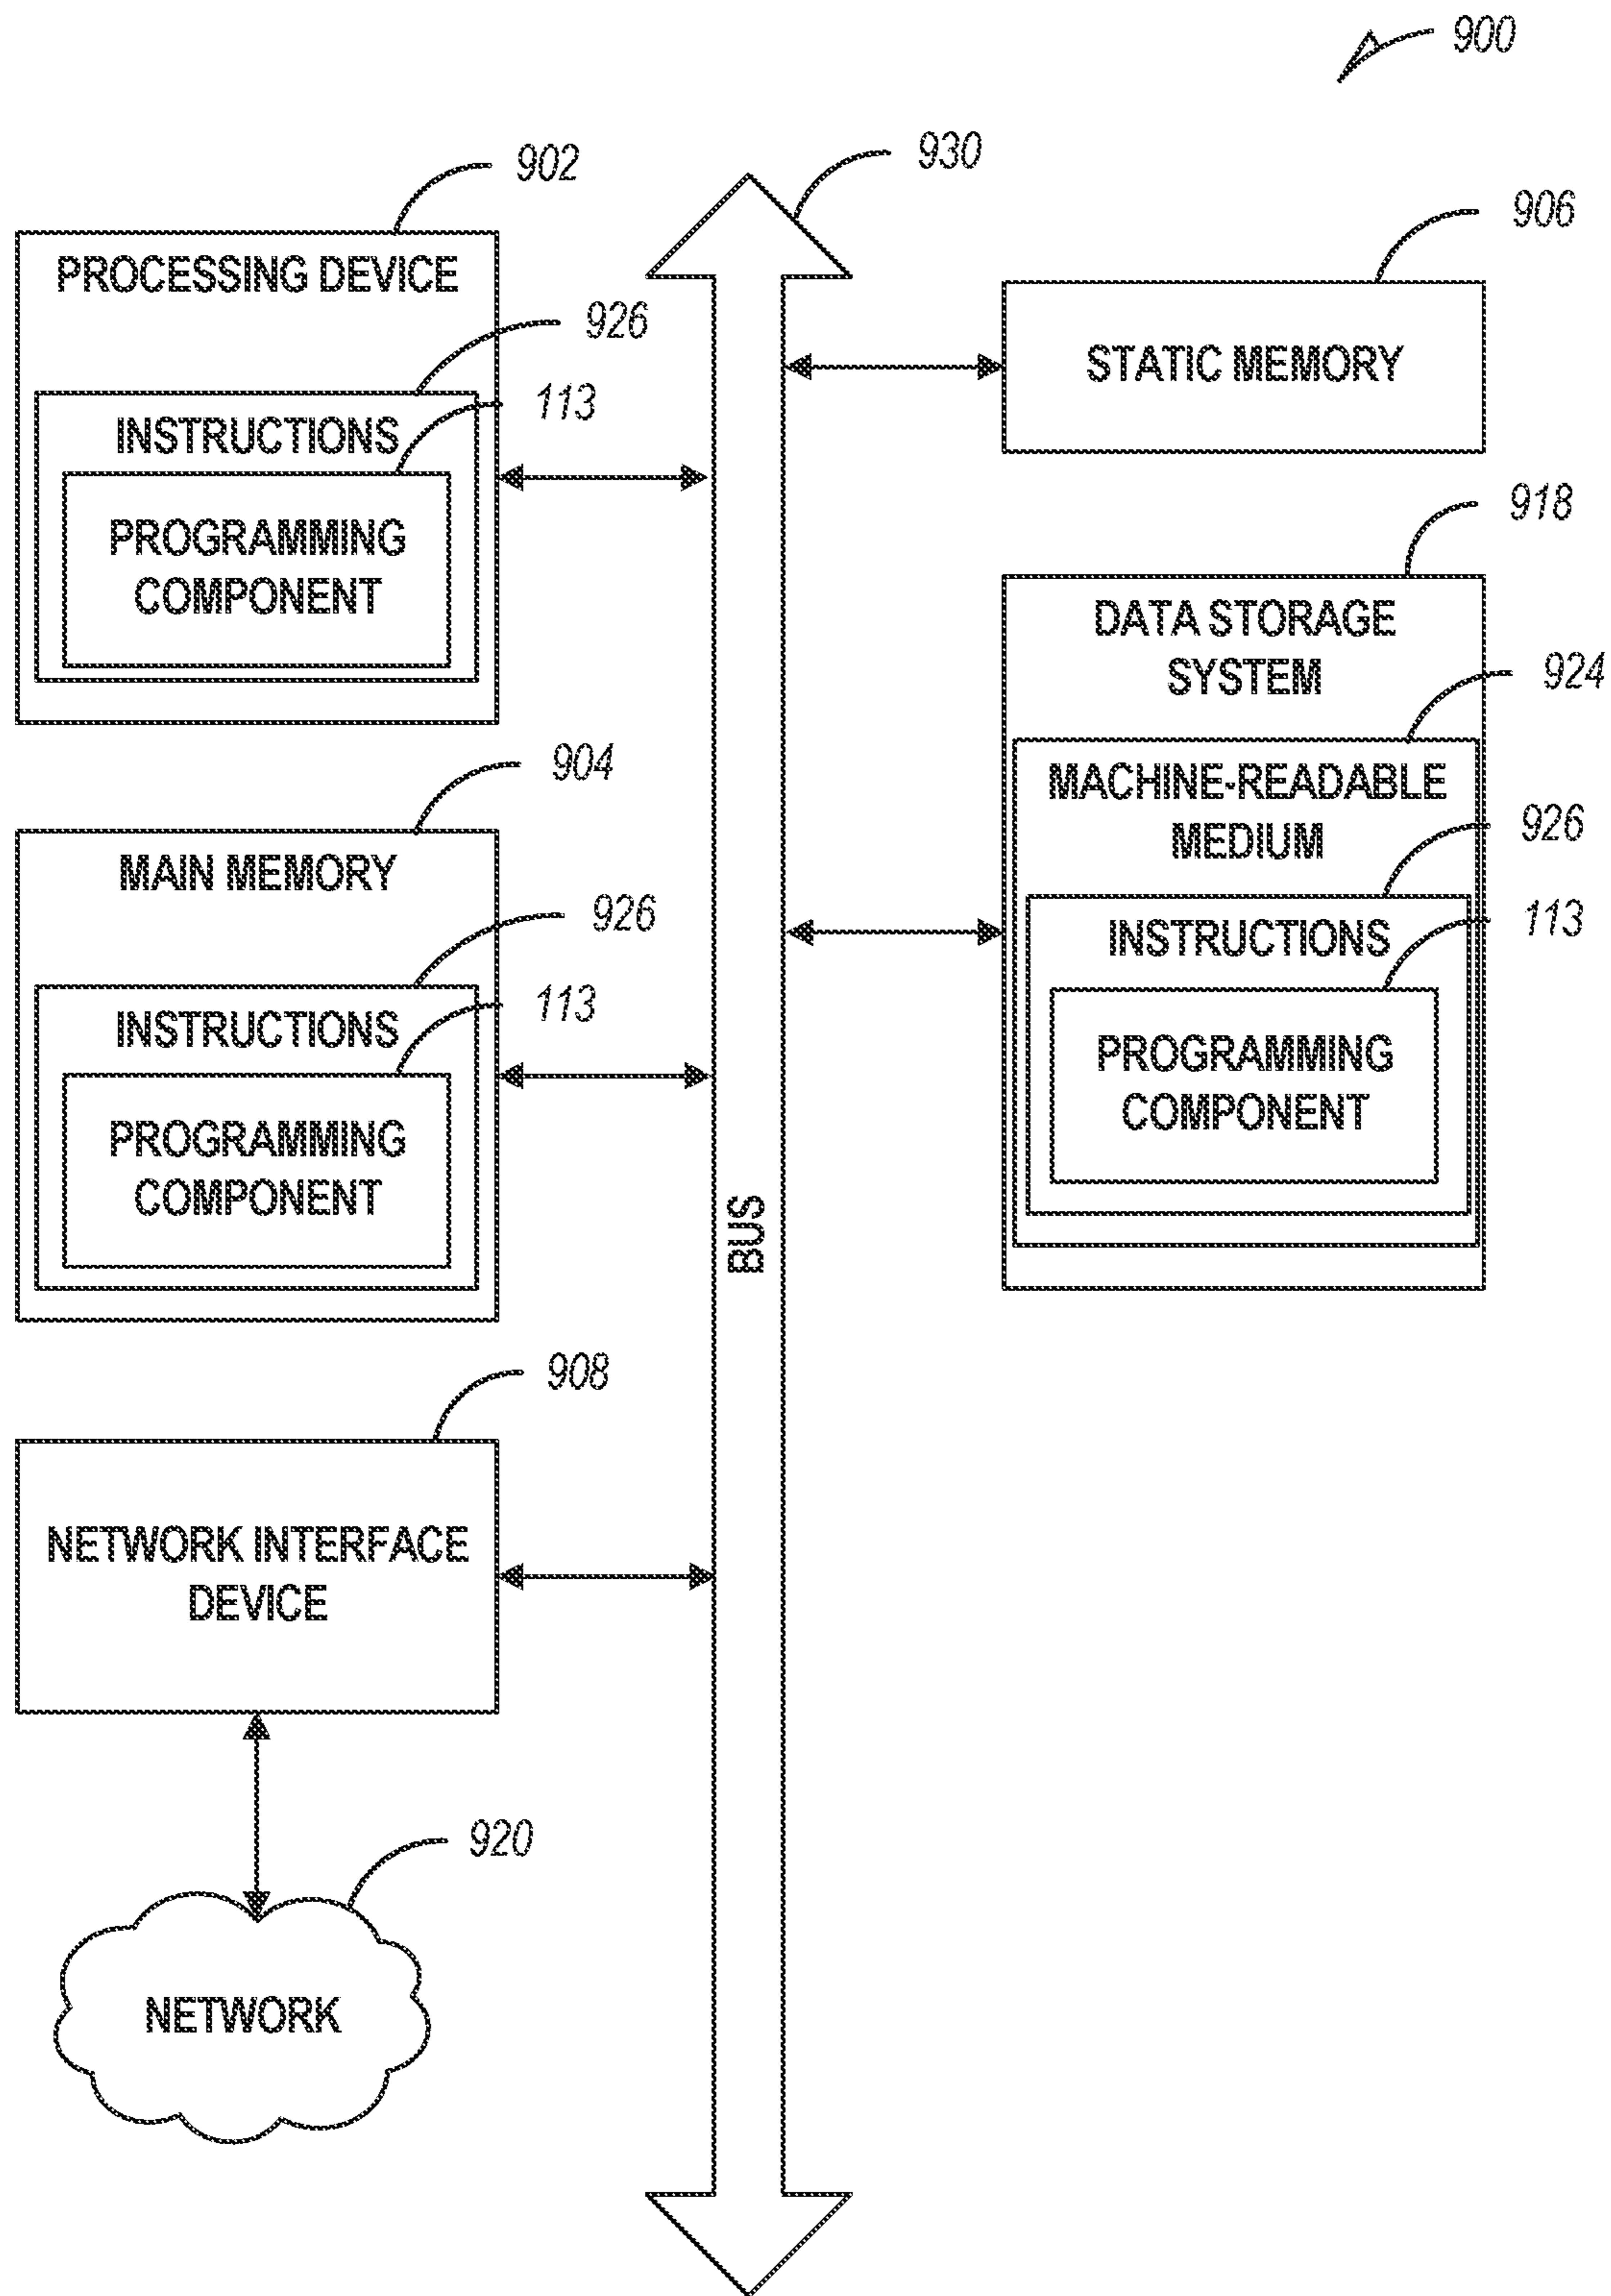 900
930
902
PROCESSING DEVICE
926
INSTRUCTIONS
113
PROGRAMMING
COMPONENT
904
MAIN MEMORY
926
INSTRUCTIONS
113
PROGRAMMING
COMPONENT
908
NETWORK INTERFACE
DEVICE
920
NETWORK
BUS
906
STATIC MEMORY
918
DATA STORAGE
SYSTEM
924
MACHINE-READABLE
MEDIUM
926
INSTRUCTIONS
113
PROGRAMMING
COMPONENT